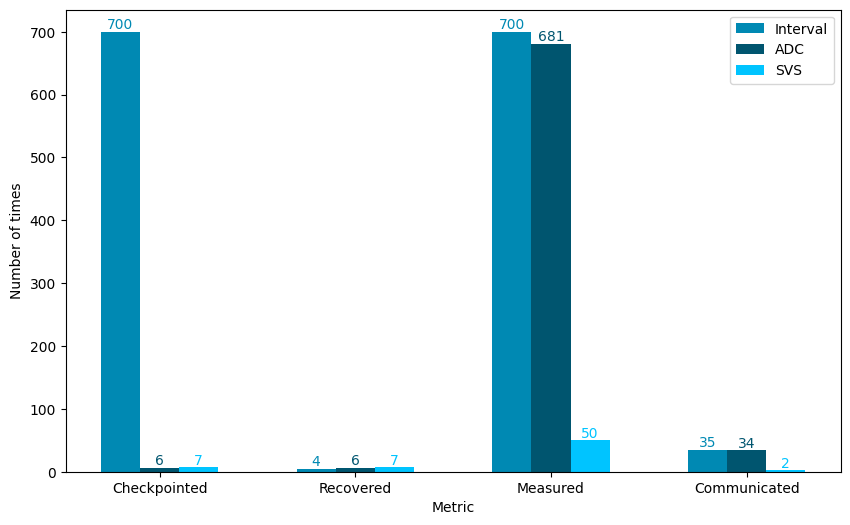 Interval
ADC
SVS
Number of times
700
600
500
400
300
200
100
0
700
6
7
4
6
7
700
681
50
35
34
2
Checkpointed
Recovered
Measured
Communicated
Metric